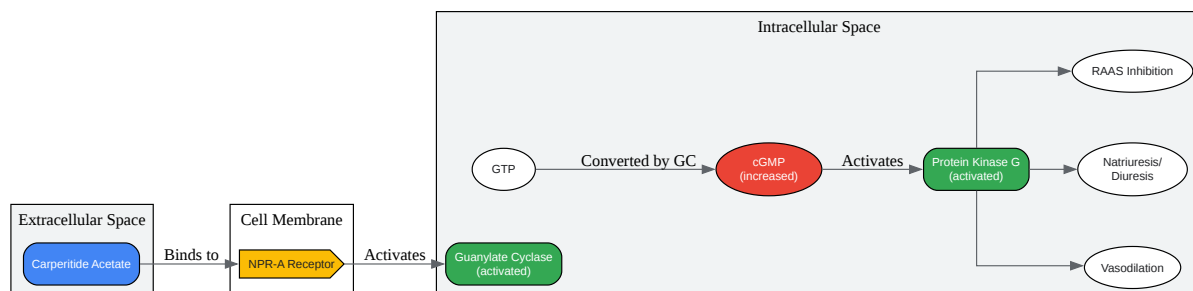 Intracellular Space
RAAS Inhibition
GTP
Converted by GC
cGMP
(increased)
Activates
Protein Kinase G
(activated)
Natriuresis/
Diuresis
Extracellular Space
Cell Membrane
Carperitide Acetate
Binds to
NPR-A Receptor
Activates
Guanylate Cyclase
(activated)
Vasodilation